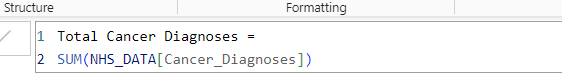 Structure Formatting
1 Total Cancer Diagnoses =
2 SUM(NHS_DATA[Cancer_Diagnoses])